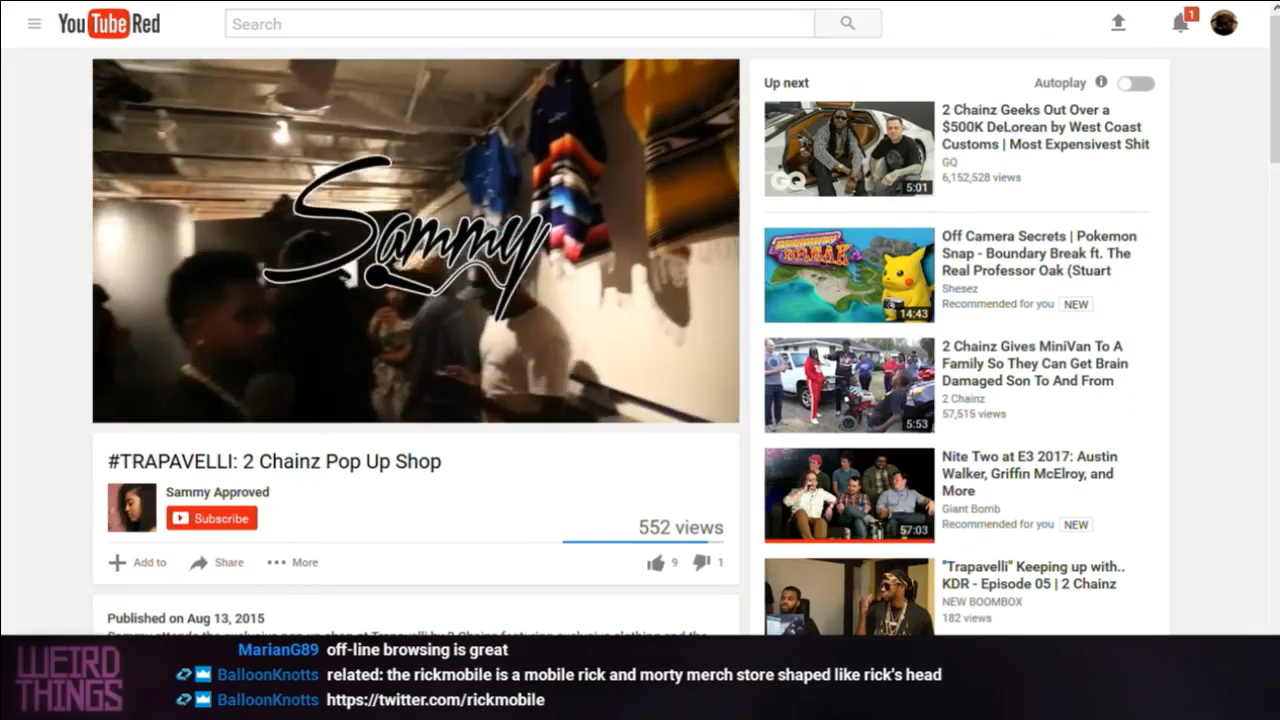 YouTube Red
Search
1
Sammy
#TRAPAVELLI: 2 Chainz Pop Up Shop
Sammy Approved
Subscribe
552 views
Add to
Share
More
9
1
Published on Aug 13, 2015
Up next
Autoplay
GQ
5:01
2 Chainz Geeks Out Over a
$500K DeLorean by West Coast
Customs | Most Expensivest Shit
GQ
6,152,528 views
BOUNDARY
BREAK
14:43
Off Camera Secrets | Pokemon
Snap - Boundary Break ft. The
Real Professor Oak (Stuart
Shesez
Recommended for you NEW
5:53
2 Chainz Gives MiniVan To A
Family So They Can Get Brain
Damaged Son To And From
2 Chainz
57,515 views
57:03
Nite Two at E3 2017: Austin
Walker, Griffin McElroy, and
More
Giant Bomb
Recommended for you NEW
"Trapavelli" Keeping up with..
KDR - Episode 05 | 2 Chainz
NEW BOOMBOX
182 views
WEIRD
THINGS
MarianG89 off-line browsing is great
BalloonKnotts related: the rickmobile is a mobile rick and morty merch store shaped like rick's head
BalloonKnotts https://twitter.com/rickmobile